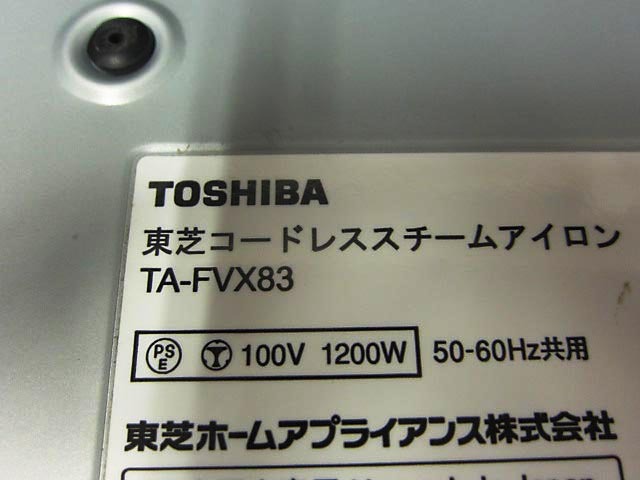 TOSHIBA
東芝コードレススチームアイロン
TA-FVX83
PS E 100V 1200W 50-60Hz共用
東芝ホームアプライアンス株式会社